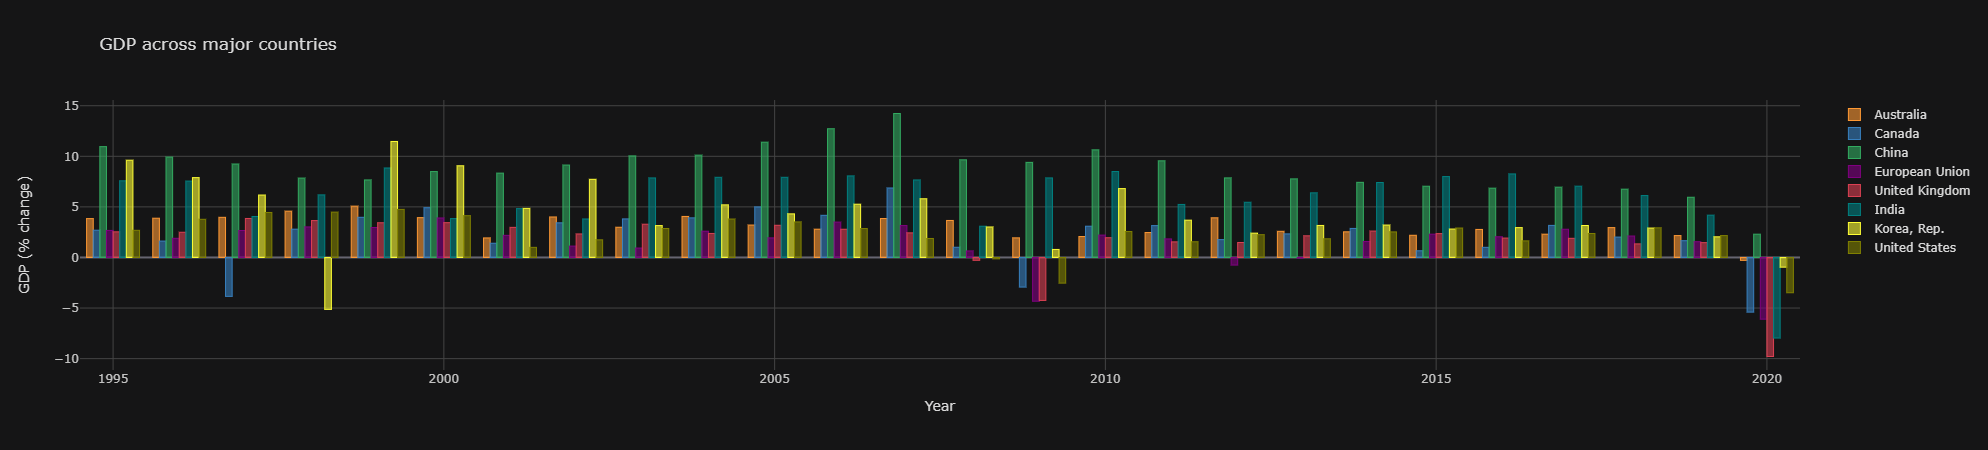 GDP across major countries
15
10
5
0
−5
−10
GDP (% change)
1995
2000
2005
2010
2015
2020
Year
Australia
Canada
China
European Union
United Kingdom
India
Korea, Rep.
United States